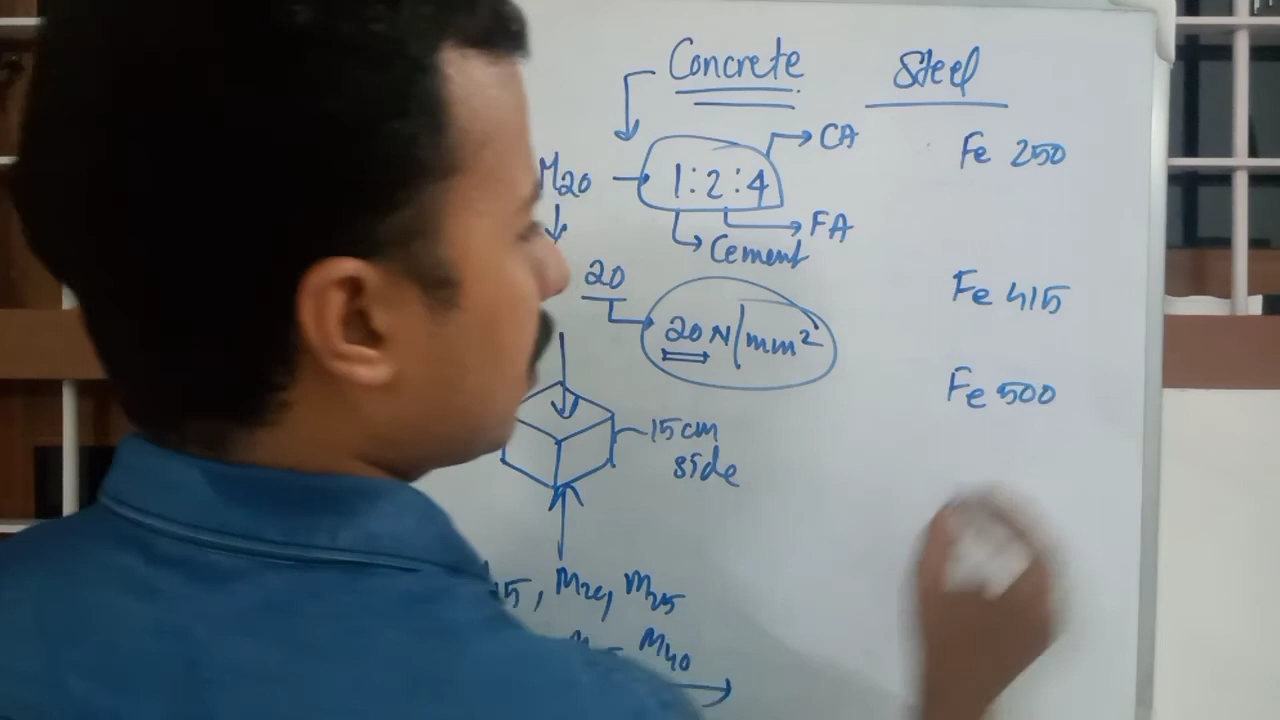 Concrete
Steel
CA
Fe 250
M20
1:2:4
FA
Cement
20
Fe 415
20 N/mm²
Fe 500
15cm
side
15, M20, M25
M40